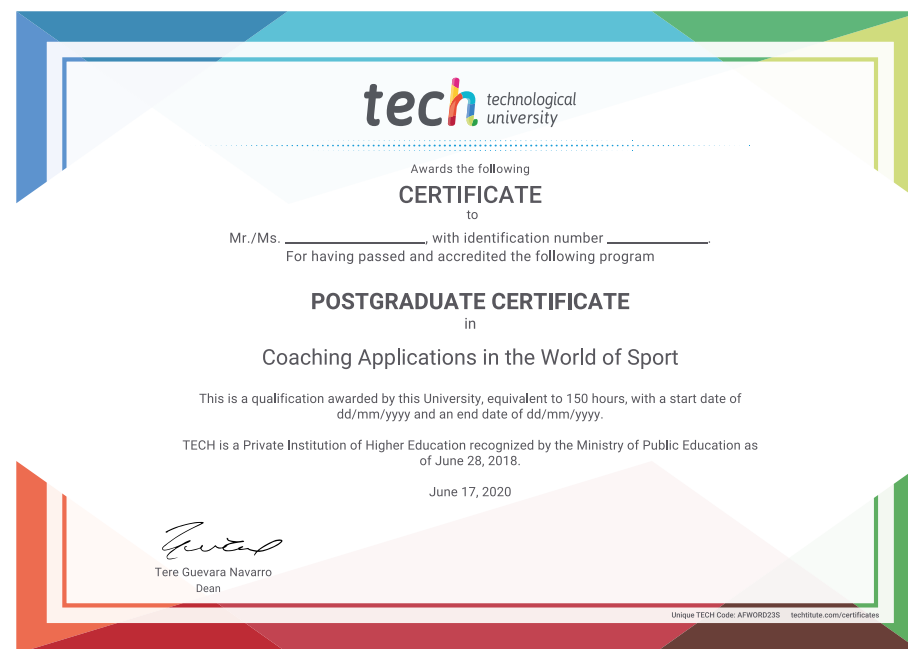 tech technological
university
Awards the following
CERTIFICATE
to
Mr./Ms. ____________________, with identification number ______________.
For having passed and accredited the following program
POSTGRADUATE CERTIFICATE
in
Coaching Applications in the World of Sport
This is a qualification awarded by this University, equivalent to 150 hours, with a start date of
dd/mm/yyyy and an end date of dd/mm/yyyy.
TECH is a Private Institution of Higher Education recognized by the Ministry of Public Education as
of June 28, 2018.
June 17, 2020
Tere Guevara Navarro
Dean
Unique TECH Code: AFWORD23S techtitute.com/certificates